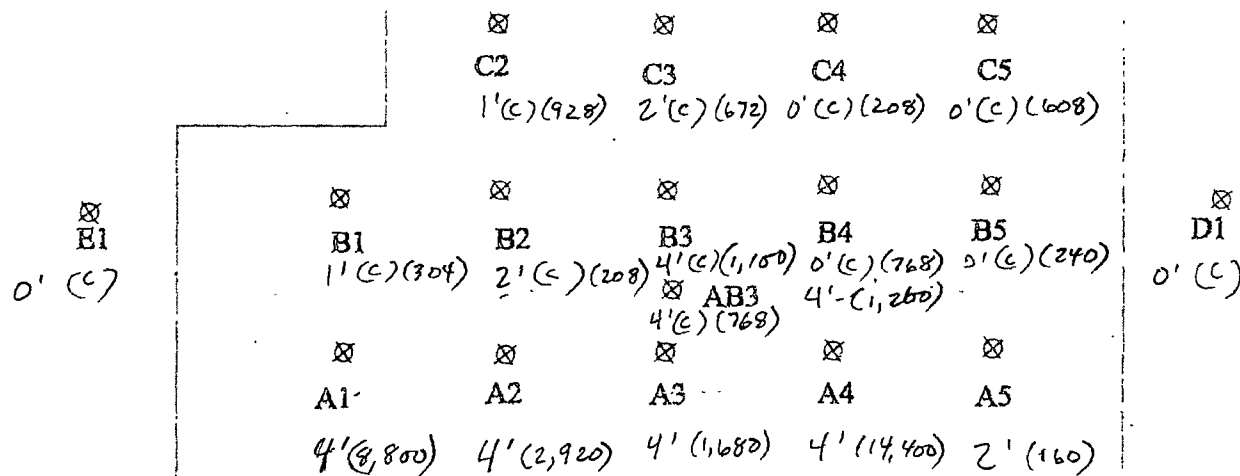 C2 C3 C4 C5
1'(c)(928) 2'(c)(672) 0'(c)(208) 0'(c)(608)
E1 B1 B2 B3 B4 B5 D1
0' (c) 1'(c)(304) 2'(c)(208) 4'(c)(1,100) 0'(c)(768) 0'(c)(240) 0' (c)
AB3 4'-(1,260)
4'(c)(768)
A1 A2 A3 A4 A5
4'(8,800) 4'(2,920) 4'(1,680) 4'(14,400) 2'(160)